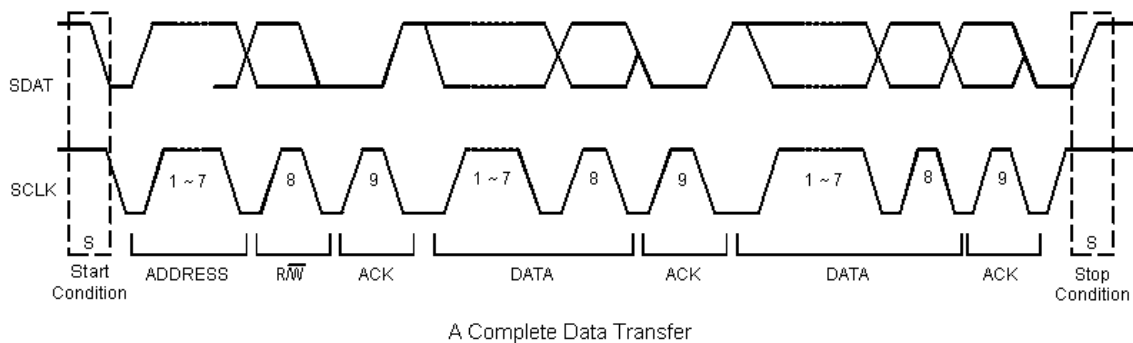 SDAT
SCLK
1 ~ 7 8 9 1 ~ 7 8 9 1 ~ 7 8 9
S S
Start Condition ADDRESS R/W̅ ACK DATA ACK DATA ACK Stop Condition
A Complete Data Transfer